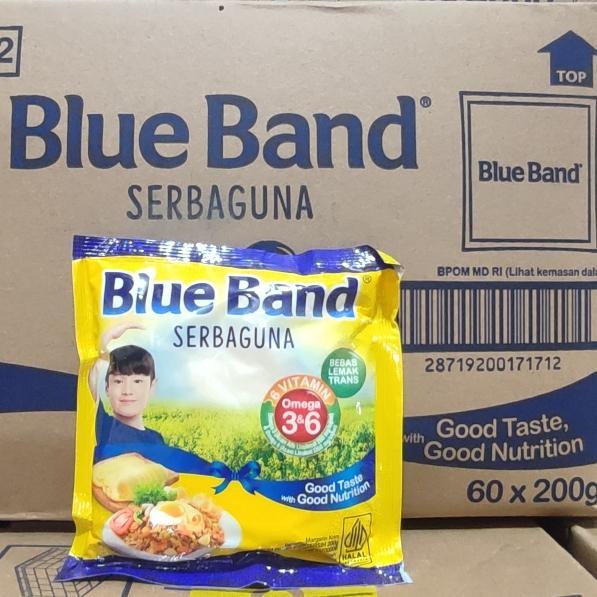 2
TOP
Blue Band®
SERBAGUNA
Blue Band®
BPOM MD RI (Lihat kemasan dala
28719200171712
with Good Taste,
Good Nutrition
60 x 200g
Blue Band®
SERBAGUNA
BEBAS
LEMAK
TRANS
6 VITAMIN
Omega
3&6
Good Taste
with Good Nutrition
HALAL